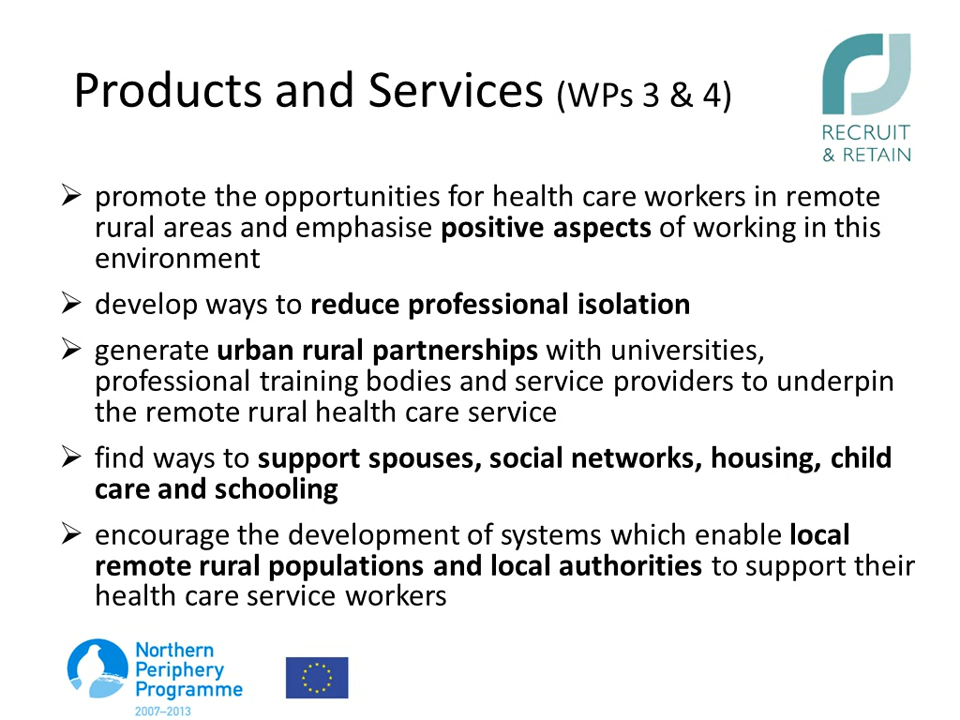 Products and Services (WPs 3 & 4)
RECRUIT
& RETAIN
➢ promote the opportunities for health care workers in remote
rural areas and emphasise positive aspects of working in this
environment
➢ develop ways to reduce professional isolation
➢ generate urban rural partnerships with universities,
professional training bodies and service providers to underpin
the remote rural health care service
➢ find ways to support spouses, social networks, housing, child
care and schooling
➢ encourage the development of systems which enable local
remote rural populations and local authorities to support their
health care service workers
Northern
Periphery
Programme
2007–2013